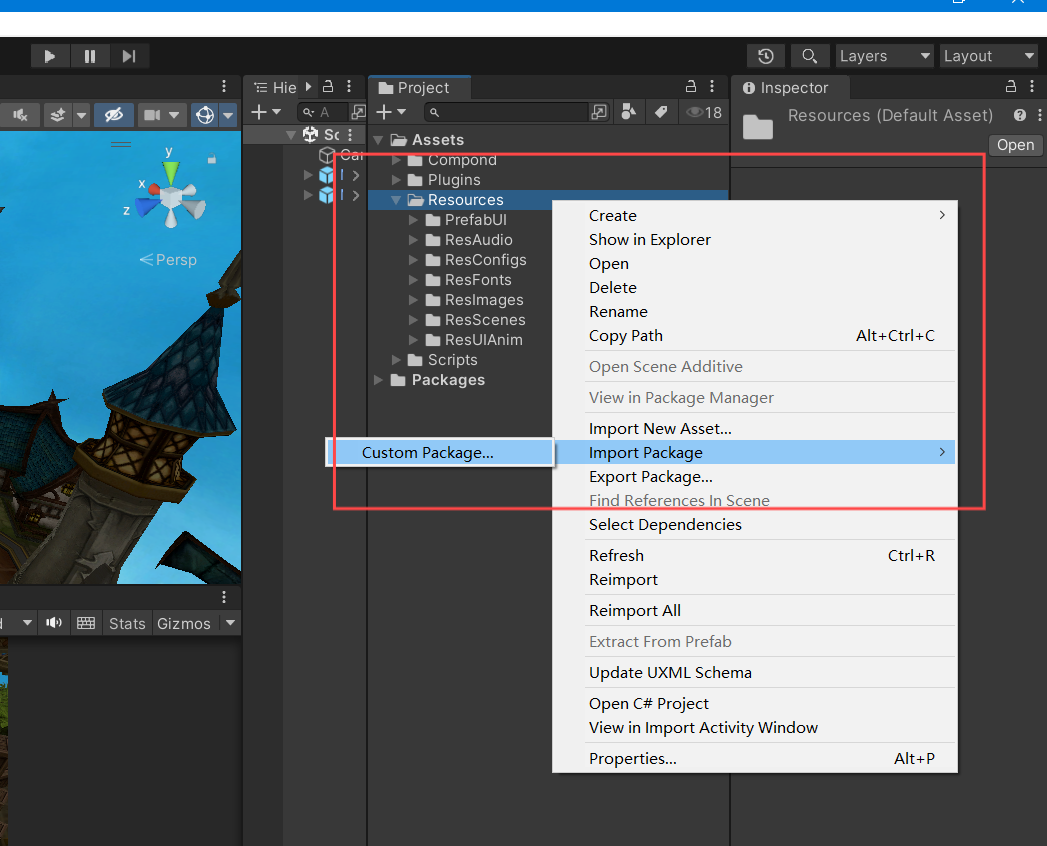 Layers
Layout
Hie
Project
Inspector
A
18
Resources (Default Asset)
Open
Sc
Assets
Compond
Plugins
Resources
PrefabUI
ResAudio
ResConfigs
ResFonts
ResImages
ResScenes
ResUIAnim
Scripts
Packages
y
x
z
Persp
Create
Show in Explorer
Open
Delete
Rename
Copy Path Alt+Ctrl+C
Open Scene Additive
View in Package Manager
Import New Asset...
Import Package
Custom Package...
Export Package...
Find References In Scene
Select Dependencies
Refresh Ctrl+R
Reimport
Reimport All
Extract From Prefab
Update UXML Schema
Open C# Project
View in Import Activity Window
Properties... Alt+P
Stats
Gizmos